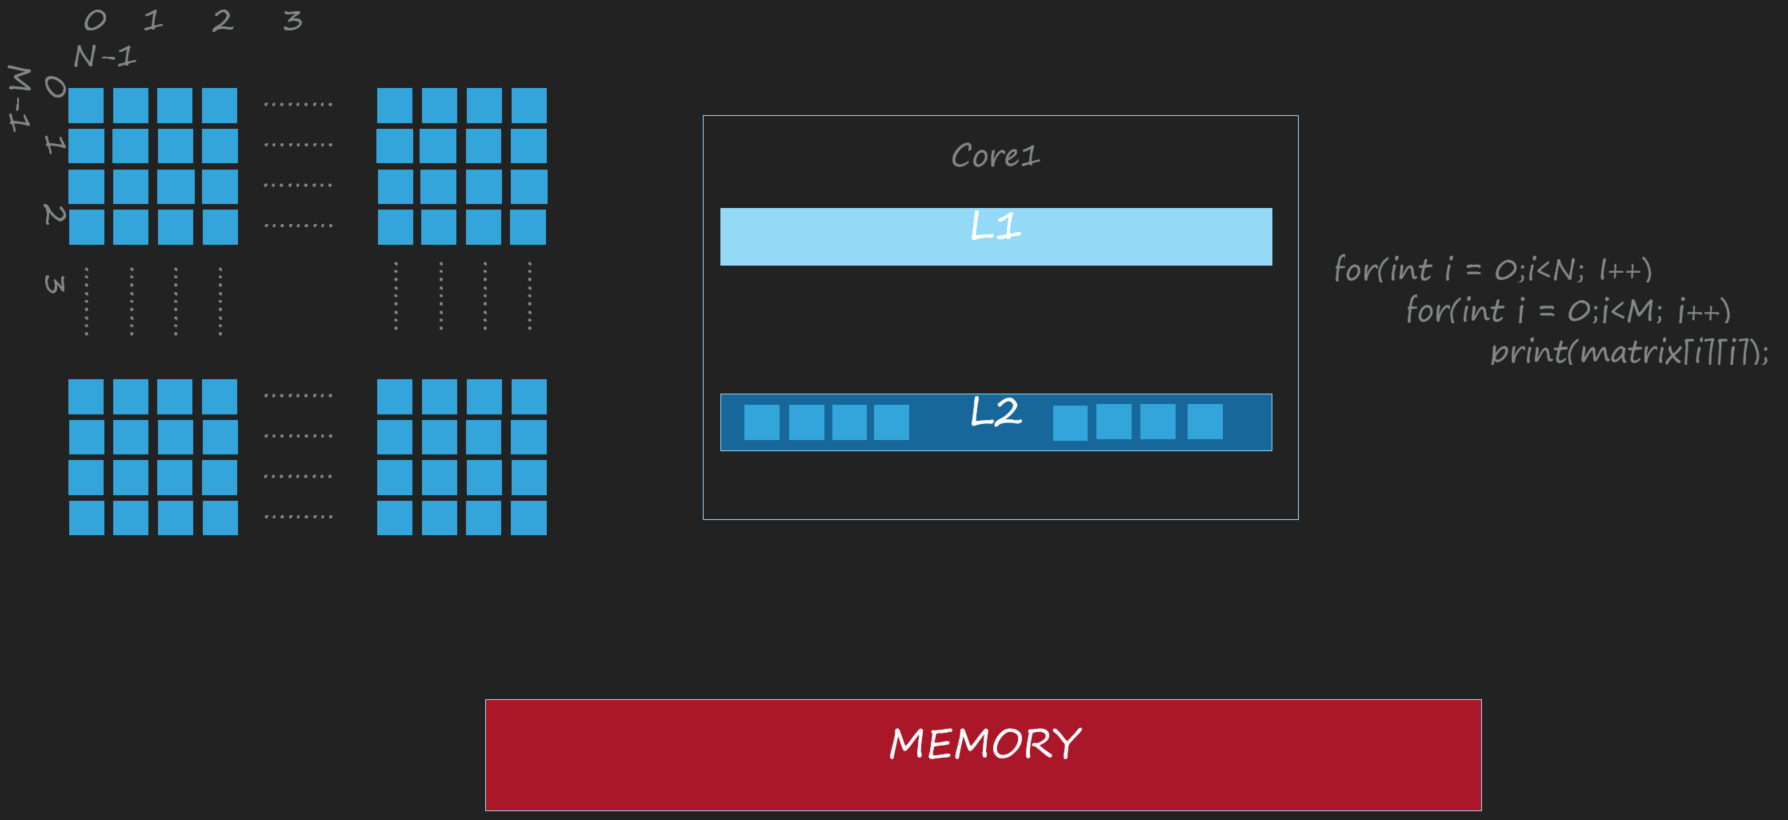 0 1 2 3
N-1
M-1
0
1
2
3
Core1
L1
L2
for(int i = 0;i<N; I++)
for(int i = 0;i<M; i++)
print(matrix[i][i]);
MEMORY